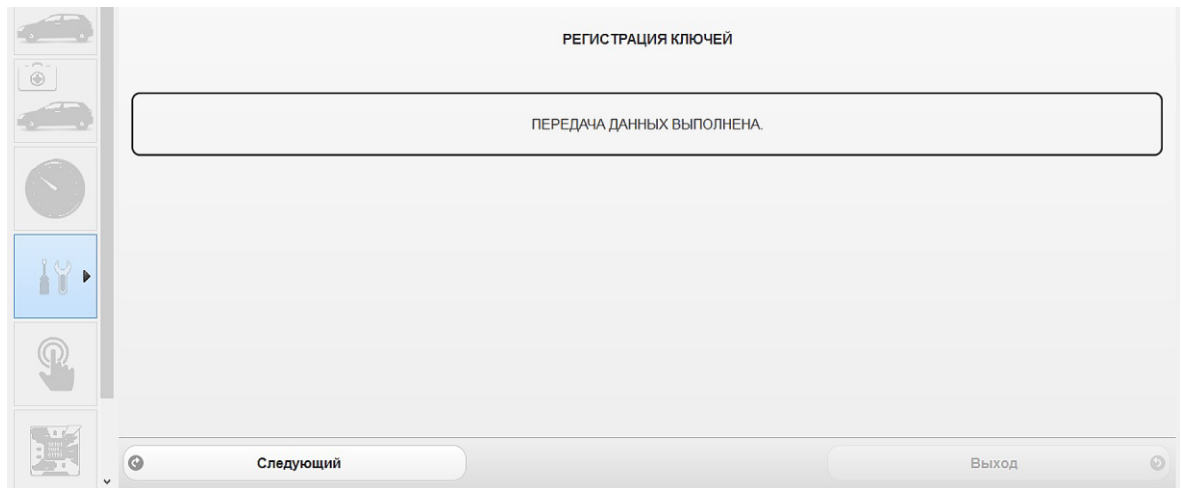 РЕГИСТРАЦИЯ КЛЮЧЕЙ
ПЕРЕДАЧА ДАННЫХ ВЫПОЛНЕНА.
Следующий
Выход